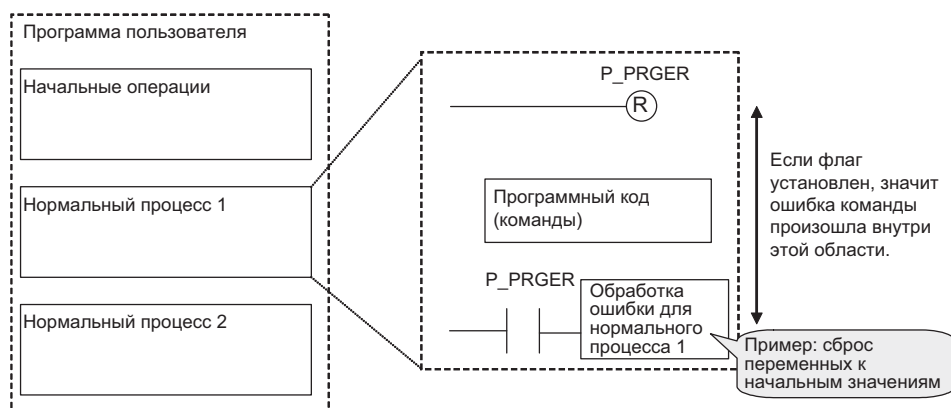 Программа пользователя
Начальные операции
Нормальный процесс 1
Нормальный процесс 2
P_PRGER
R
Программный код
(команды)
P_PRGER
Обработка
ошибки для
нормального
процесса 1
Если флаг
установлен, значит
ошибка команды
произошла внутри
этой области.
Пример: сброс
переменных к
начальным значениям